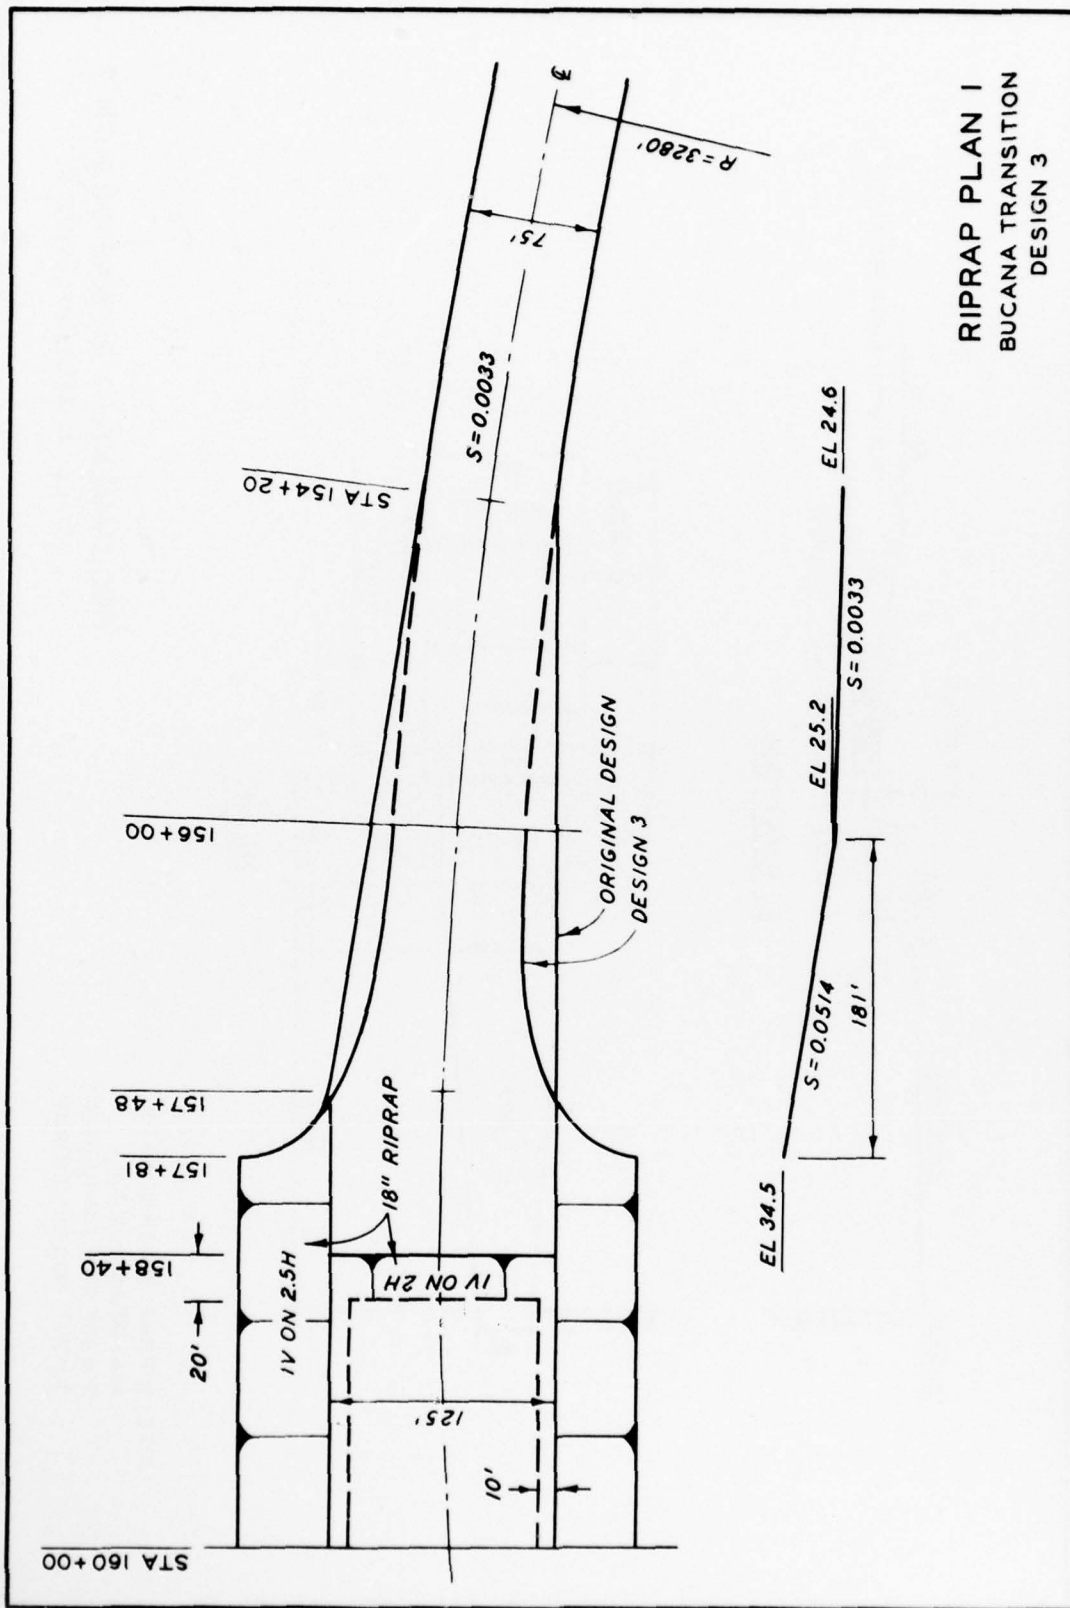 STA 160+00
158+40
157+81
157+48
156+00
STA 154+20
20'
1V ON 2.5H
18" RIPRAP
1V ON 2H
125'
10'
S=0.0033
75'
℄
R=3280'
ORIGINAL DESIGN
DESIGN 3
EL 34.5
S=0.0514
181'
EL 25.2
S=0.0033
EL 24.6
RIPRAP PLAN 1
BUCANA TRANSITION
DESIGN 3